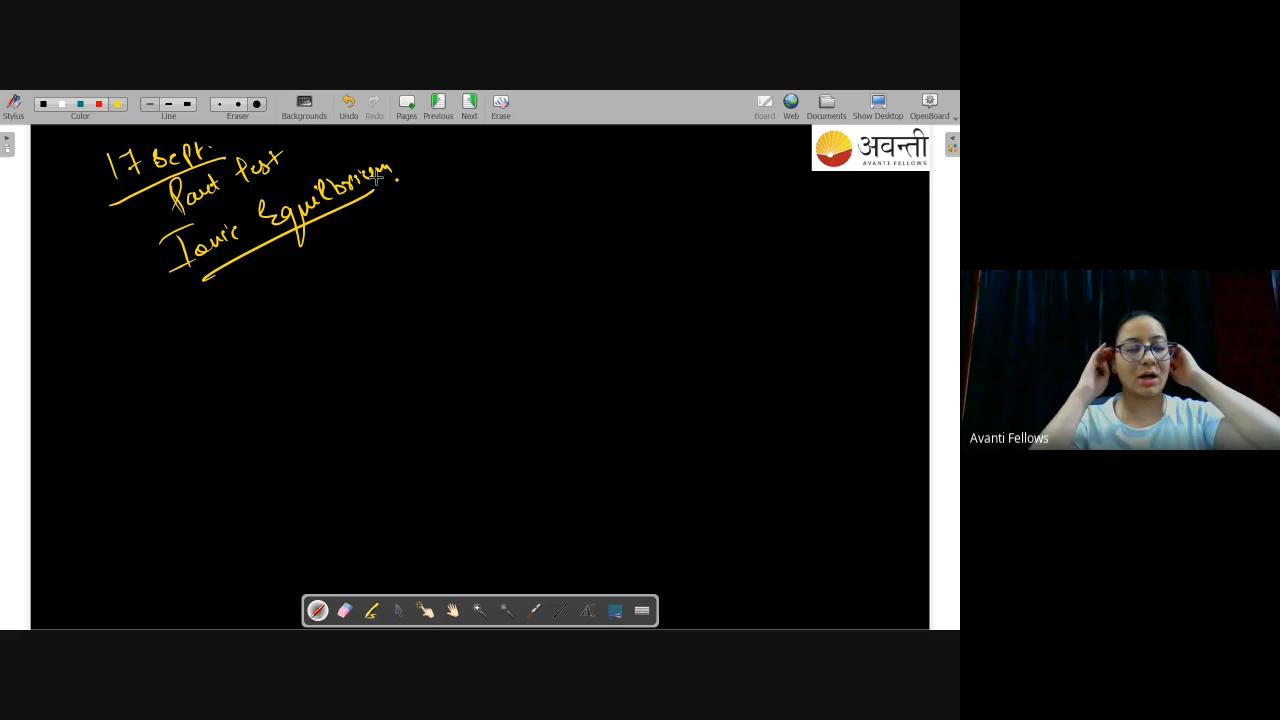 Stylus
Color
Line
Eraser
Backgrounds
Undo
Redo
Pages
Previous
Next
Erase
Board
Web
Documents
Show Desktop
OpenBoard
अवन्ती
AVANTI FELLOWS
17 Sept.
Part test
Ionic Equilbrium.
Avanti Fellows